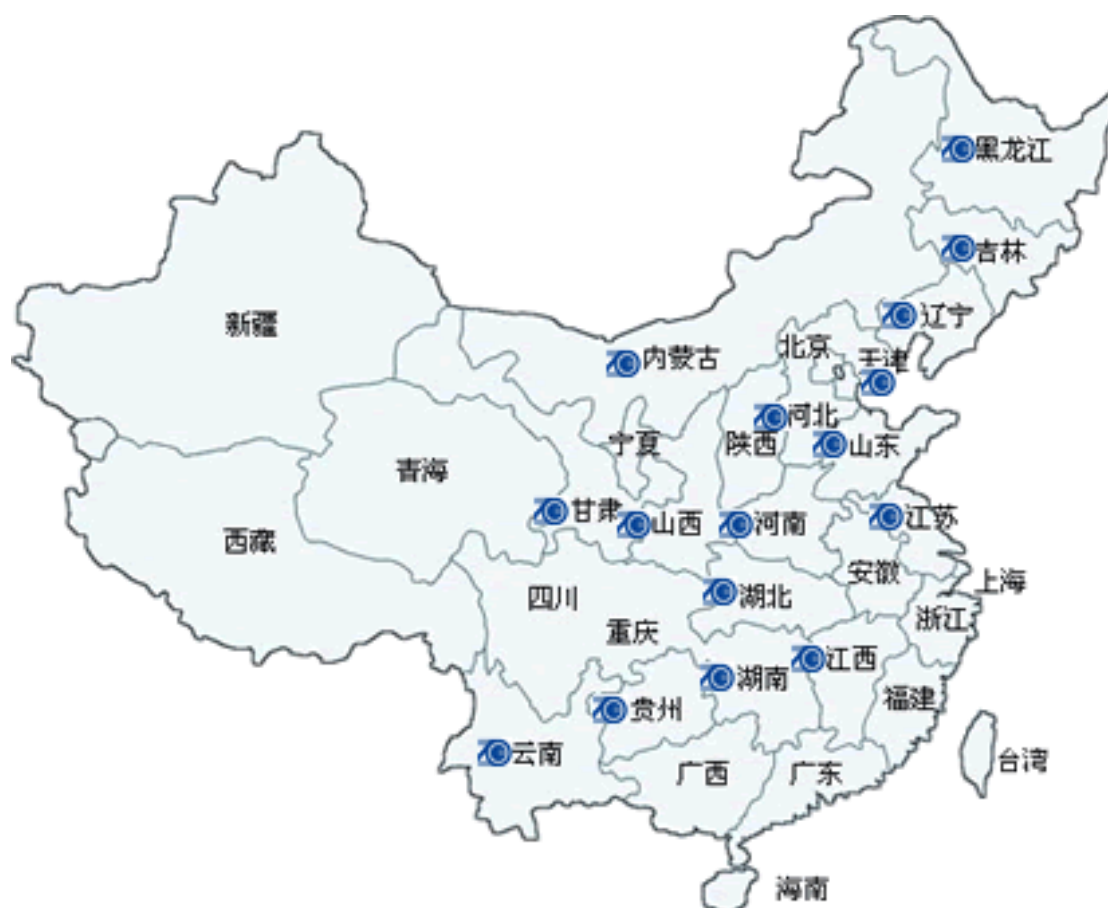 黑龙江
吉林
辽宁
新疆
内蒙古
北京
天津
河北
宁夏
陕西
山东
青海
甘肃
山西
河南
江苏
西藏
安徽
上海
四川
湖北
浙江
重庆
江西
湖南
福建
贵州
云南
广西
广东
台湾
海南